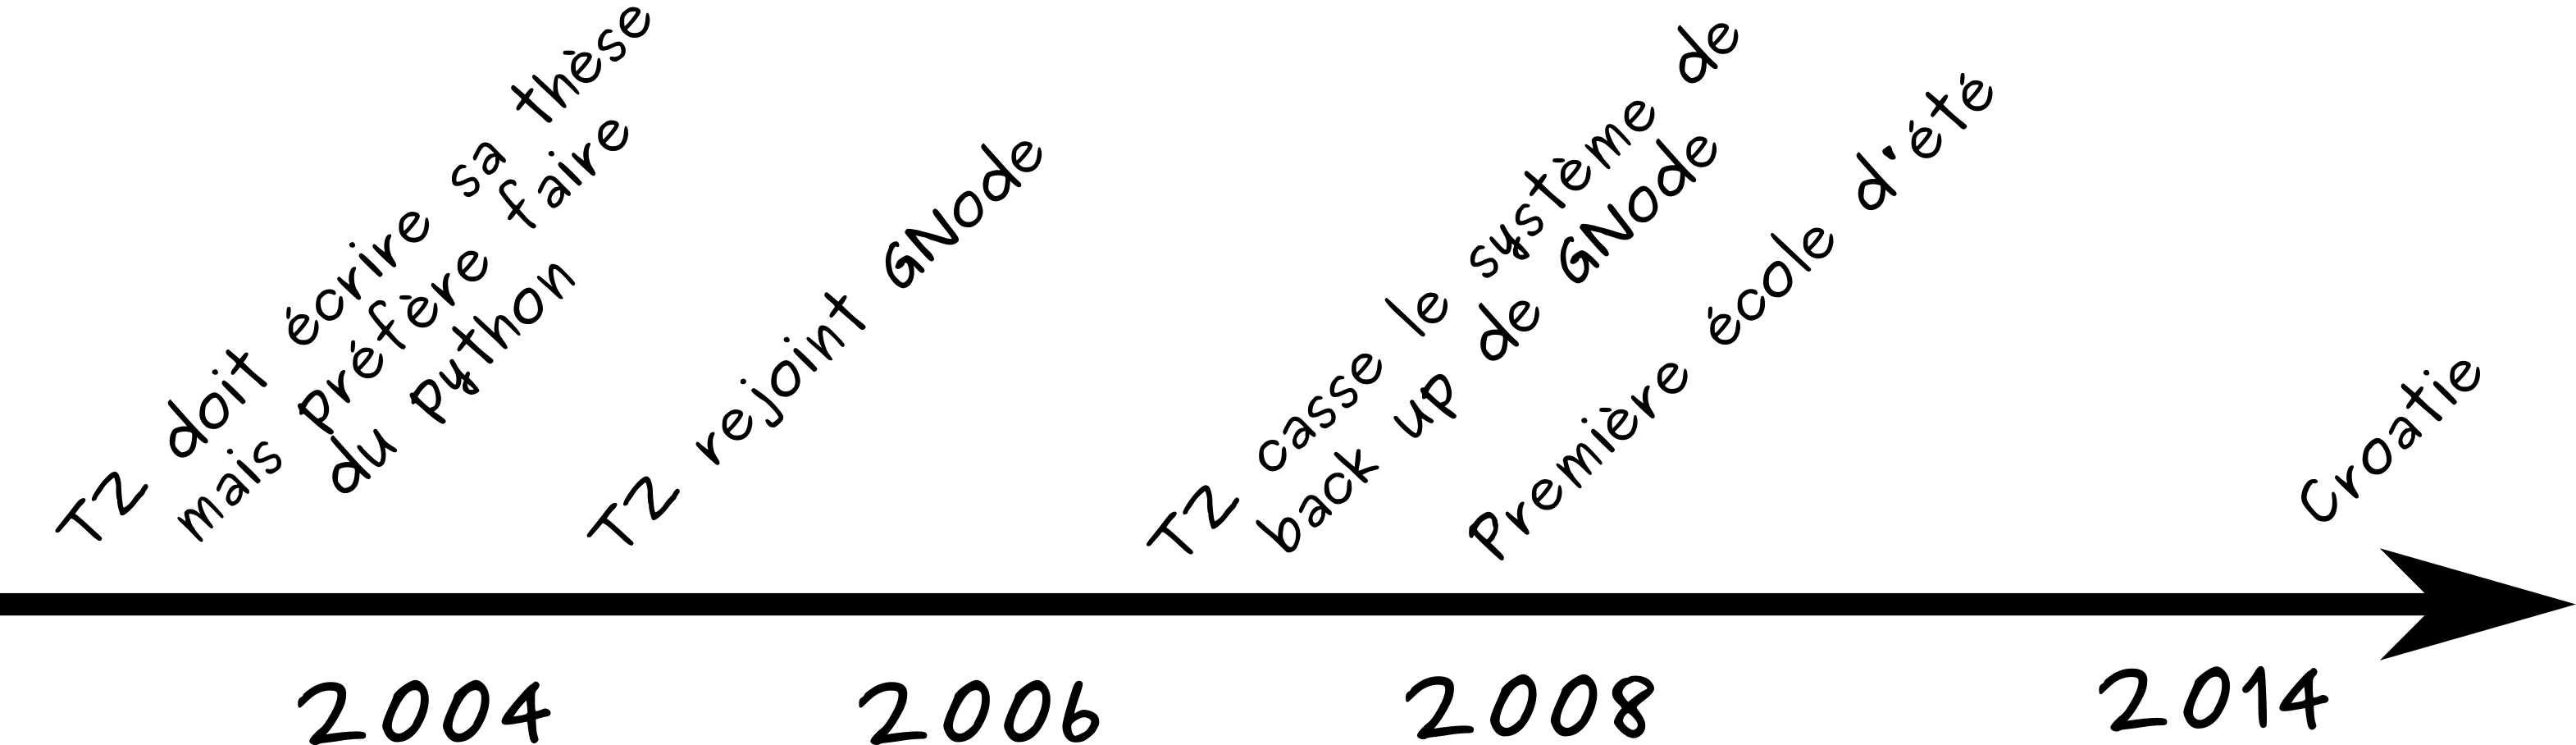 TZ doit écrire sa thèse
mais préfère faire
du python
TZ rejoint GNode
TZ casse le système de
back up de GNode
Première école d'été
Croatie
2004
2006
2008
2014